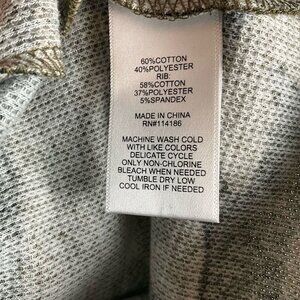 60%COTTON
40%POLYESTER
RIB:
58%COTTON
37%POLYESTER
5%SPANDEX
MADE IN CHINA
RN#114186
MACHINE WASH COLD
WITH LIKE COLORS
DELICATE CYCLE
ONLY NON-CHLORINE
BLEACH WHEN NEEDED
TUMBLE DRY LOW
COOL IRON IF NEEDED